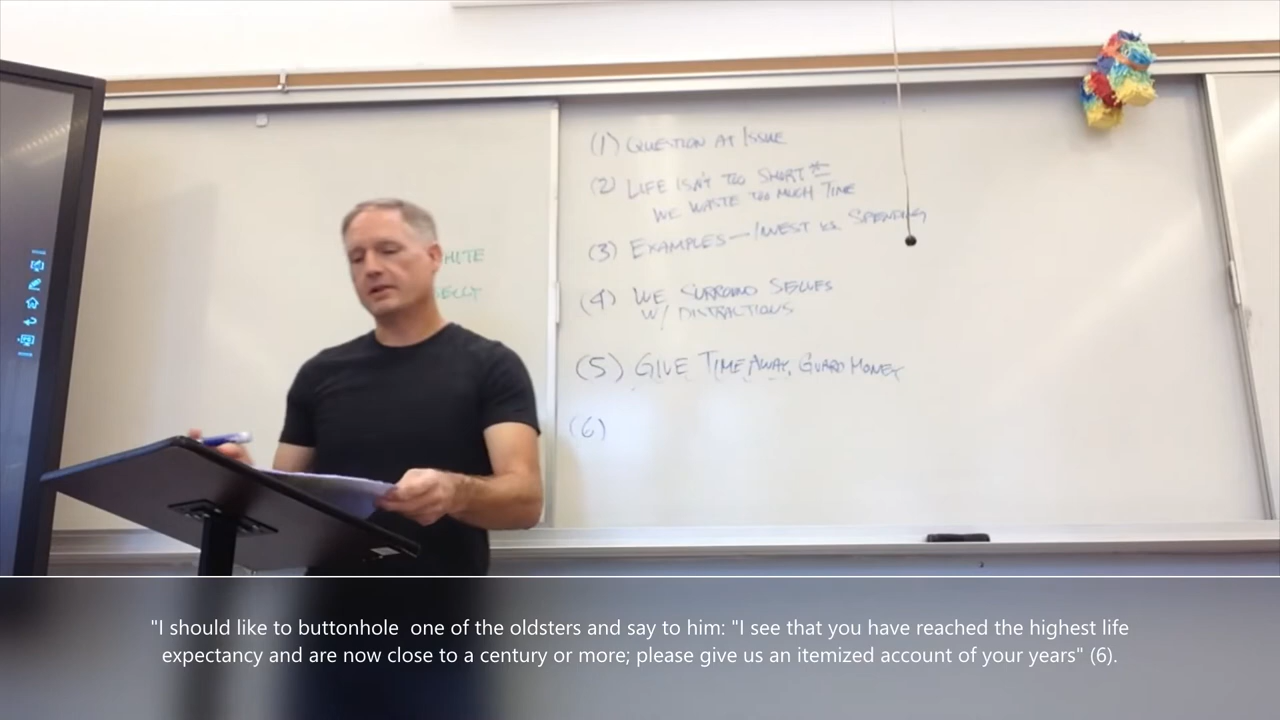 (1) QUESTION AT ISSUE
(2) LIFE ISN'T TOO SHORT
WE WASTE TOO MUCH TIME
(3) EXAMPLES — INVEST vs. SPENDING
(4) WE SURROUND SELVES
W/ DISTRACTIONS
(5) GIVE TIME AWAY, GUARD MONEY
(6)
"I should like to buttonhole  one of the oldsters and say to him: "I see that you have reached the highest life
expectancy and are now close to a century or more; please give us an itemized account of your years" (6).